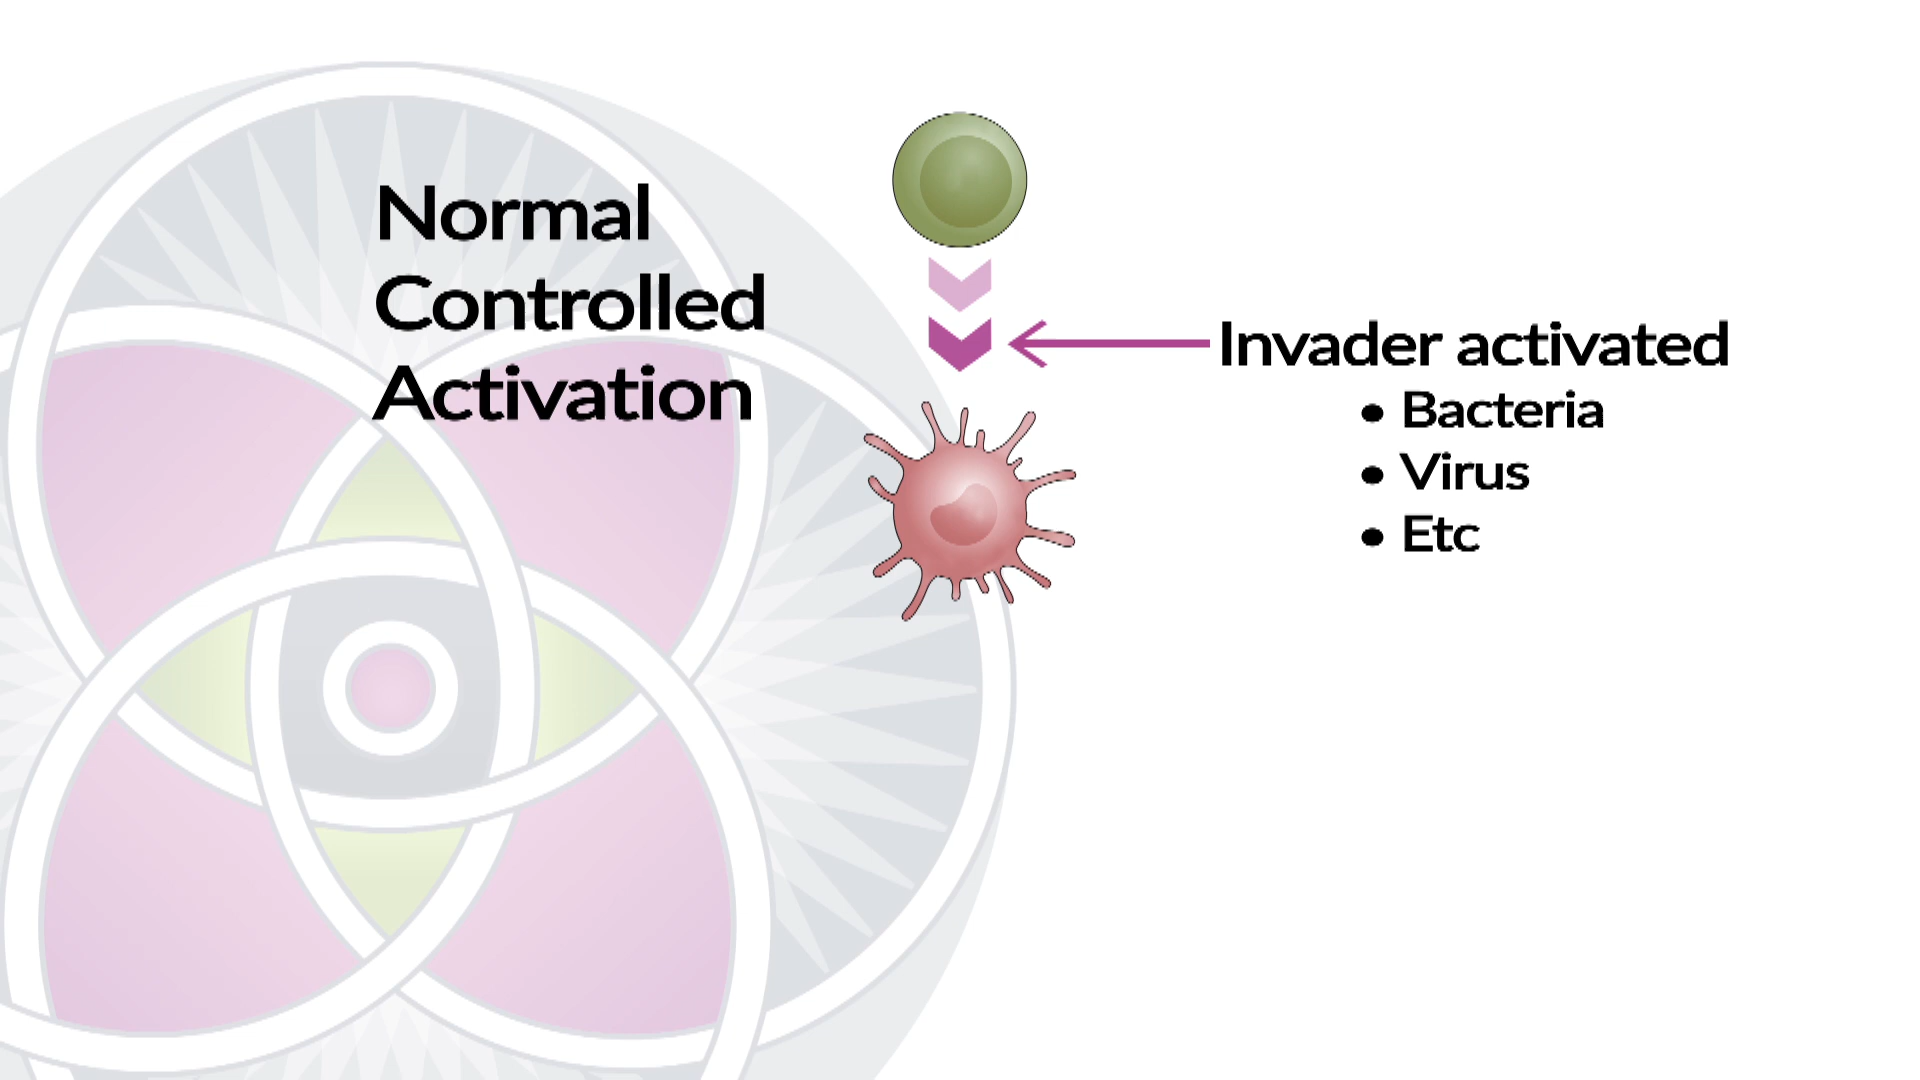 Normal
Controlled
Activation
Invader activated
• Bacteria
• Virus
• Etc